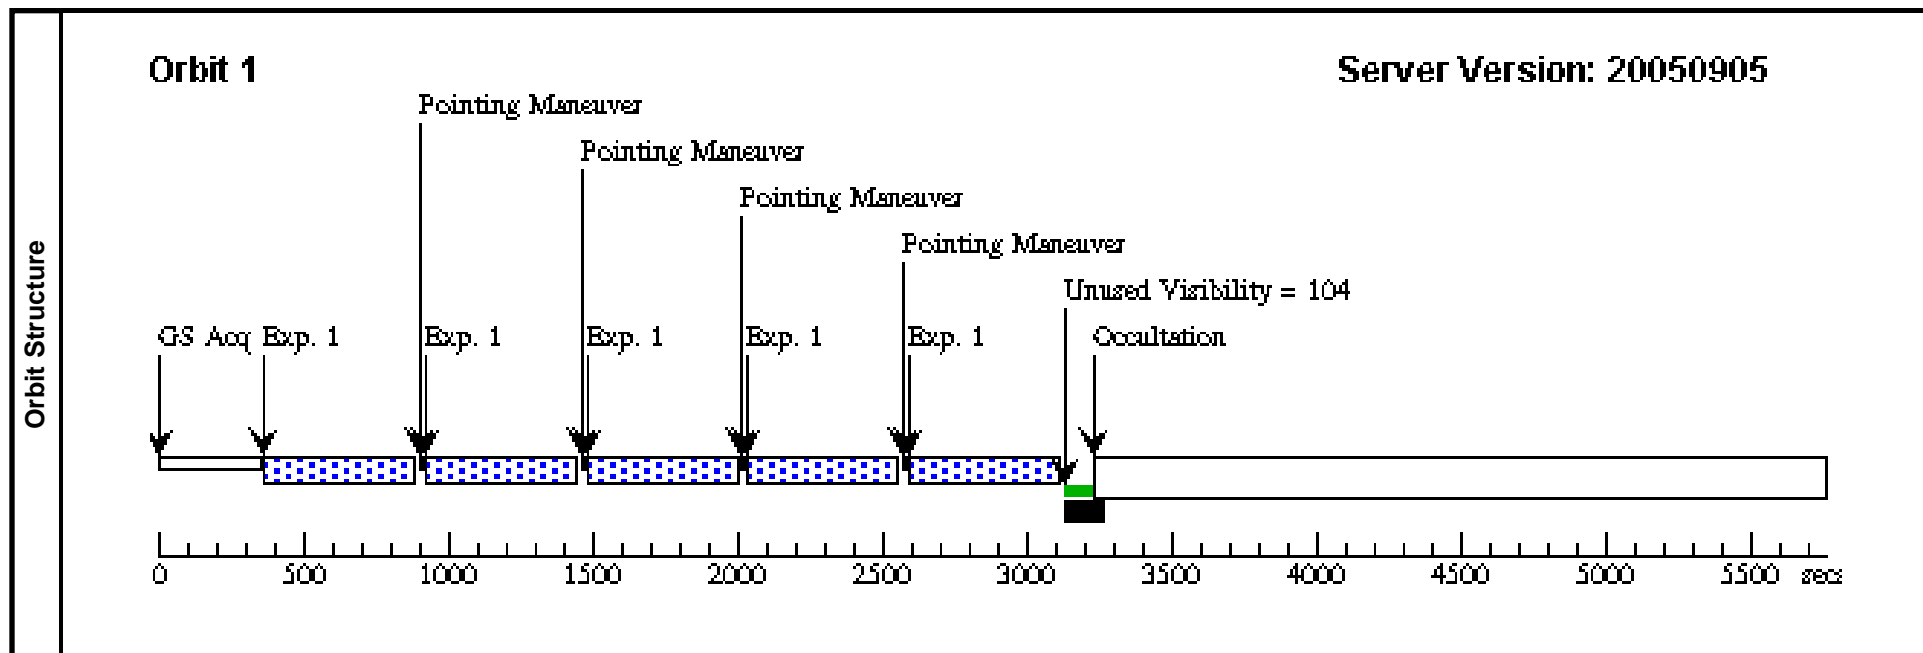 Orbit Structure
Orbit 1
Server Version: 20050905
Pointing Maneuver
Pointing Maneuver
Pointing Maneuver
Pointing Maneuver
Unused Visibility = 104
GS Acq Exp. 1 Exp. 1 Exp. 1 Exp. 1 Exp. 1 Occultation
0 500 1000 1500 2000 2500 3000 3500 4000 4500 5000 5500 secs